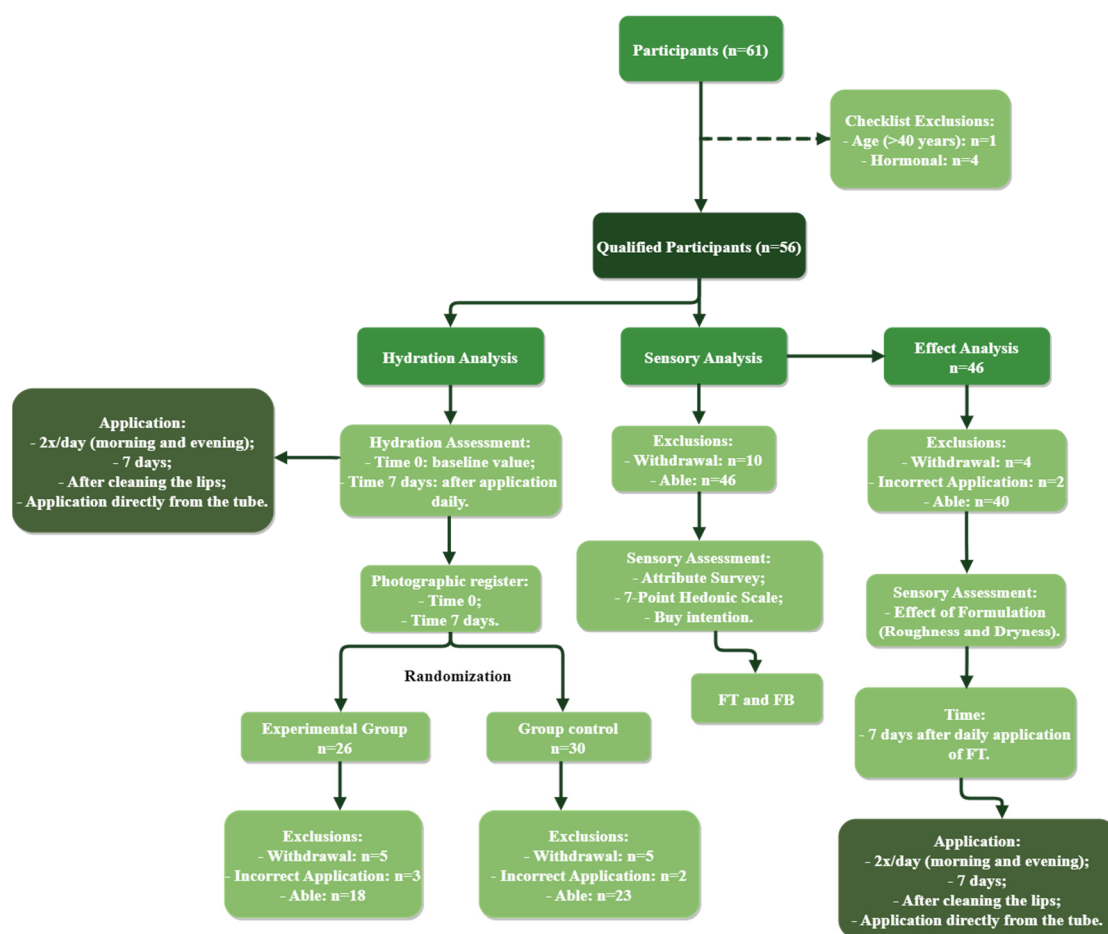 Participants (n=61)
Checklist Exclusions:
- Age (>40 years): n=1
- Hormonal: n=4
Qualified Participants (n=56)
Hydration Analysis
Sensory Analysis
Effect Analysis
n=46
Application:
- 2x/day (morning and evening);
- 7 days;
- After cleaning the lips;
- Application directly from the tube.
Hydration Assessment:
- Time 0: baseline value;
- Time 7 days: after application
daily.
Exclusions:
- Withdrawal: n=10
- Able: n=46
Exclusions:
- Withdrawal: n=4
- Incorrect Application: n=2
- Able: n=40
Photographic register:
- Time 0;
- Time 7 days.
Sensory Assessment:
- Attribute Survey;
- 7-Point Hedonic Scale;
- Buy intention.
Sensory Assessment:
- Effect of Formulation
(Roughness and Dryness).
Randomization
FT and FB
Experimental Group
n=26
Group control
n=30
Time:
- 7 days after daily application
of FT.
Exclusions:
- Withdrawal: n=5
- Incorrect Application: n=3
- Able: n=18
Exclusions:
- Withdrawal: n=5
- Incorrect Application: n=2
- Able: n=23
Application:
- 2x/day (morning and evening);
- 7 days;
- After cleaning the lips;
- Application directly from the tube.